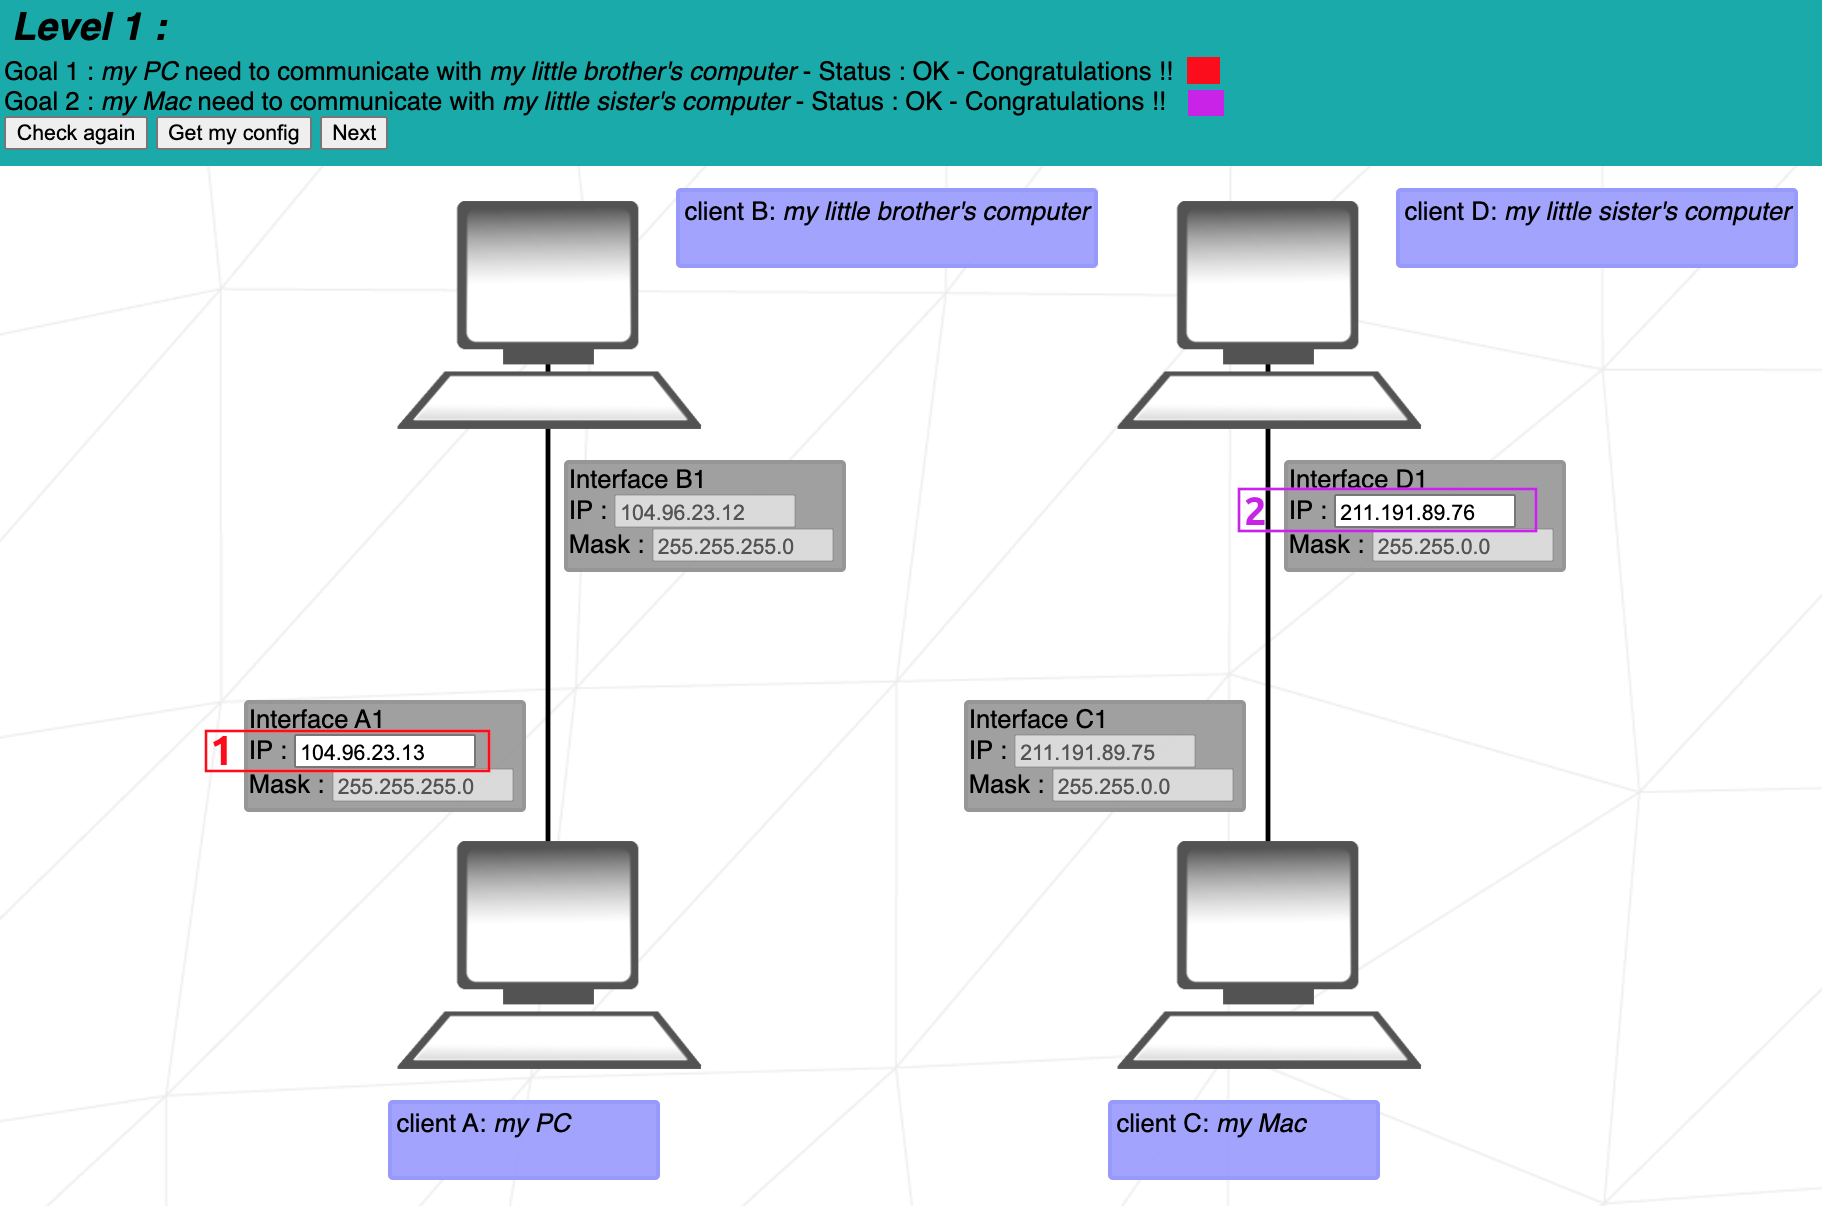 Level 1 :
Goal 1 : my PC need to communicate with my little brother's computer - Status : OK - Congratulations !!
Goal 2 : my Mac need to communicate with my little sister's computer - Status : OK - Congratulations !!
Check again Get my config Next
client B: my little brother's computer
client D: my little sister's computer
Interface B1
IP : 104.96.23.12
Mask : 255.255.255.0
Interface D1
2 IP : 211.191.89.76
Mask : 255.255.0.0
Interface A1
1 IP : 104.96.23.13
Mask : 255.255.255.0
Interface C1
IP : 211.191.89.75
Mask : 255.255.0.0
client A: my PC
client C: my Mac